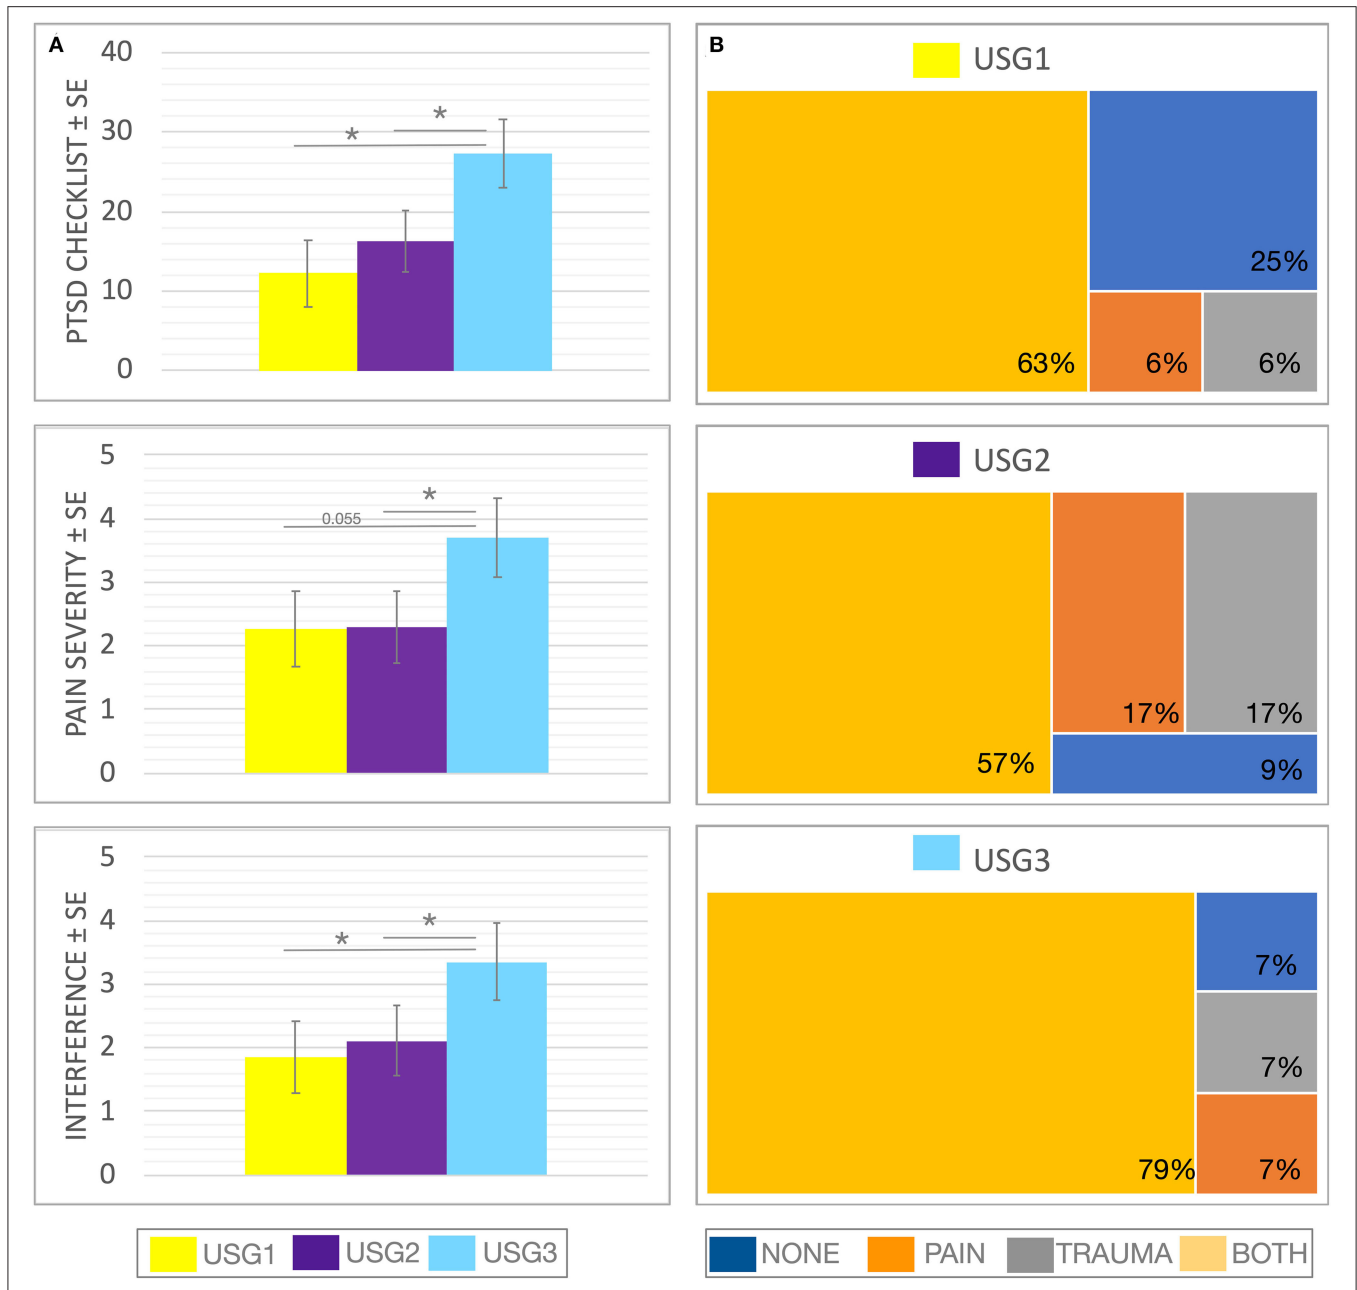 A
PTSD CHECKLIST ± SE
40
30
20
10
0
*
*
PAIN SEVERITY ± SE
5
4
3
2
1
0
*
0.055
INTERFERENCE ± SE
5
4
3
2
1
0
*
*
USG1 USG2 USG3
B
USG1
25%
63% 6% 6%
USG2
17% 17%
57% 9%
USG3
7%
7%
79% 7%
NONE PAIN TRAUMA BOTH